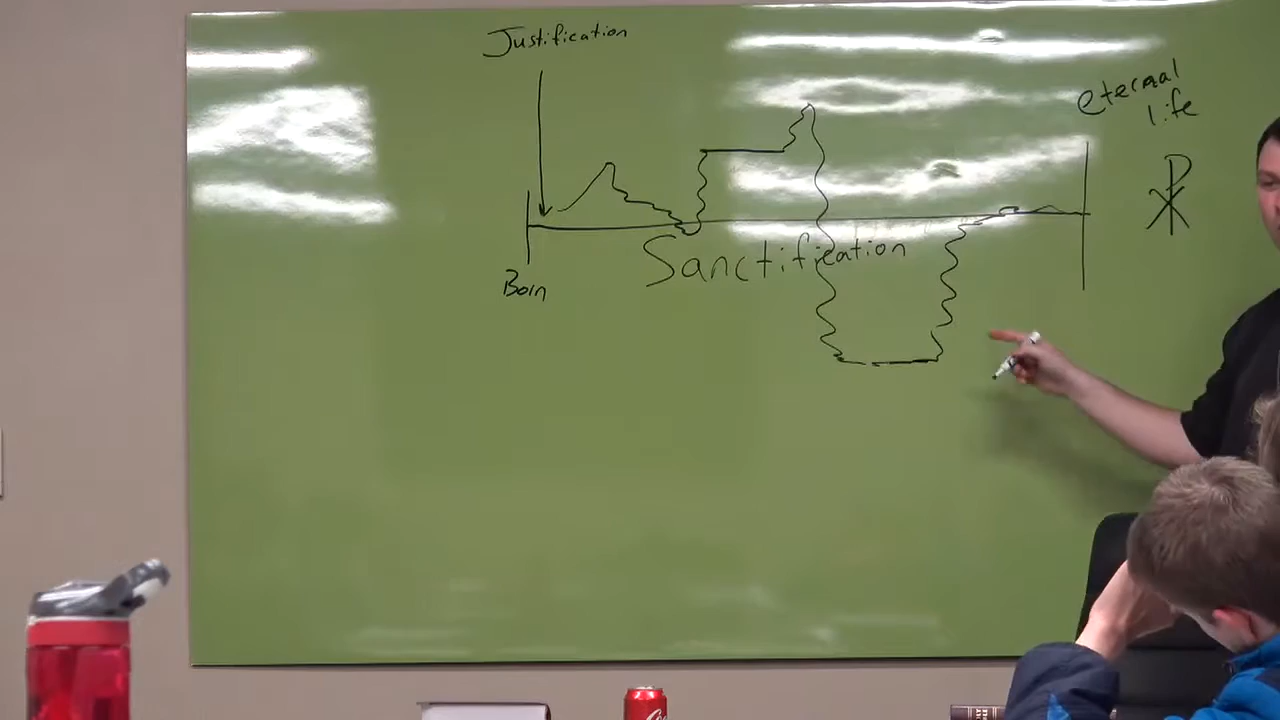 Justification
eternal
life
Born
Sanctification